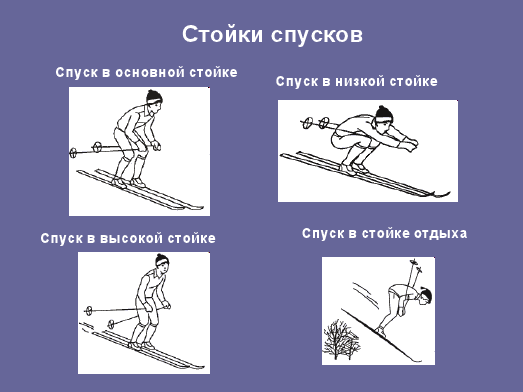 Стойки спусков
Спуск в основной стойке
Спуск в низкой стойке
Спуск в высокой стойке
Спуск в стойке отдыха